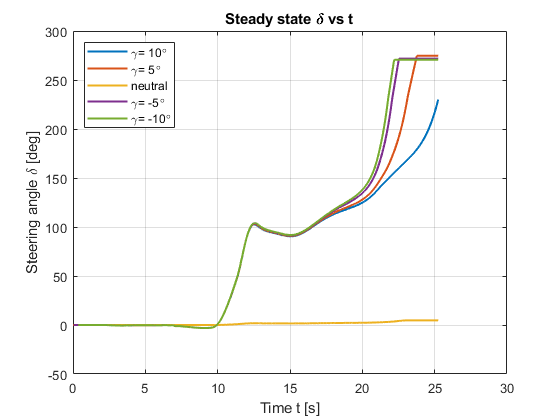 Steady state δ vs t
300
250
200
150
100
50
0
-50
Steering angle δ [deg]
γ= 10°
γ= 5°
neutral
γ= -5°
γ= -10°
0 5 10 15 20 25 30
Time t [s]